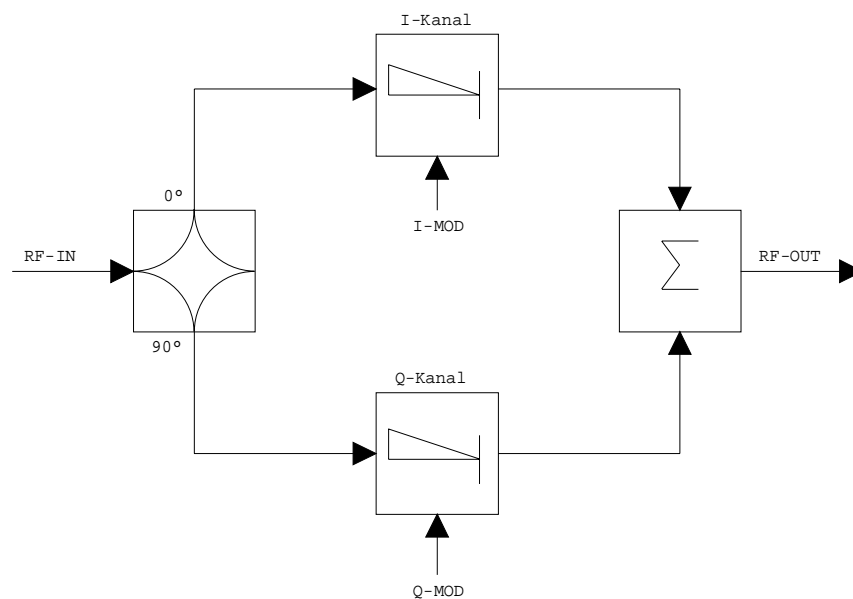 I-Kanal
0°
I-MOD
RF-IN
Σ
RF-OUT
90°
Q-Kanal
Q-MOD